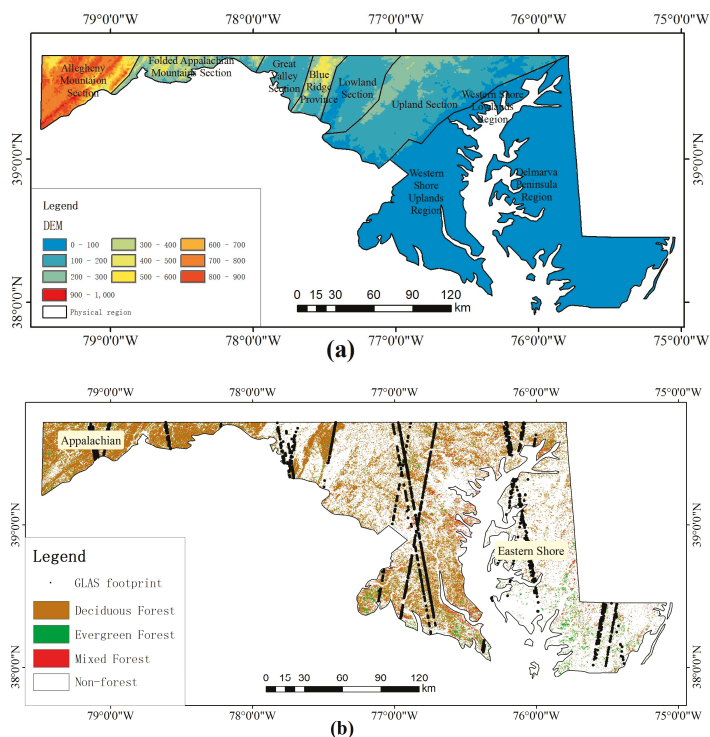 79°0'0"W 78°0'0"W 77°0'0"W 76°0'0"W 75°0'0"W
Allegheny
Mountaion
Section
Folded Appalachian
Mountains Section
Great
Valley
Section
Blue
Ridge
Province
Lowland
Section
Upland Section
Western Shore
Lowlands
Region
Western
Shore
Uplands
Region
Delmarva
Peninsula
Region
39°0'0"N
38°0'0"N
39°0'0"N
38°0'0"N
Legend
DEM
0 - 100 300 - 400 600 - 700
100 - 200 400 - 500 700 - 800
200 - 300 500 - 600 800 - 900
900 - 1,000
Physical region
0 15 30 60 90 120
km
79°0'0"W 78°0'0"W 77°0'0"W 76°0'0"W 75°0'0"W
(a)
79°0'0"W 78°0'0"W 77°0'0"W 76°0'0"W 75°0'0"W
Appalachian
Eastern Shore
39°0'0"N
38°0'0"N
39°0'0"N
38°0'0"N
Legend
GLAS footprint
Deciduous Forest
Evergreen Forest
Mixed Forest
Non-forest
0 15 30 60 90 120
km
79°0'0"W 78°0'0"W 77°0'0"W 76°0'0"W 75°0'0"W
(b)